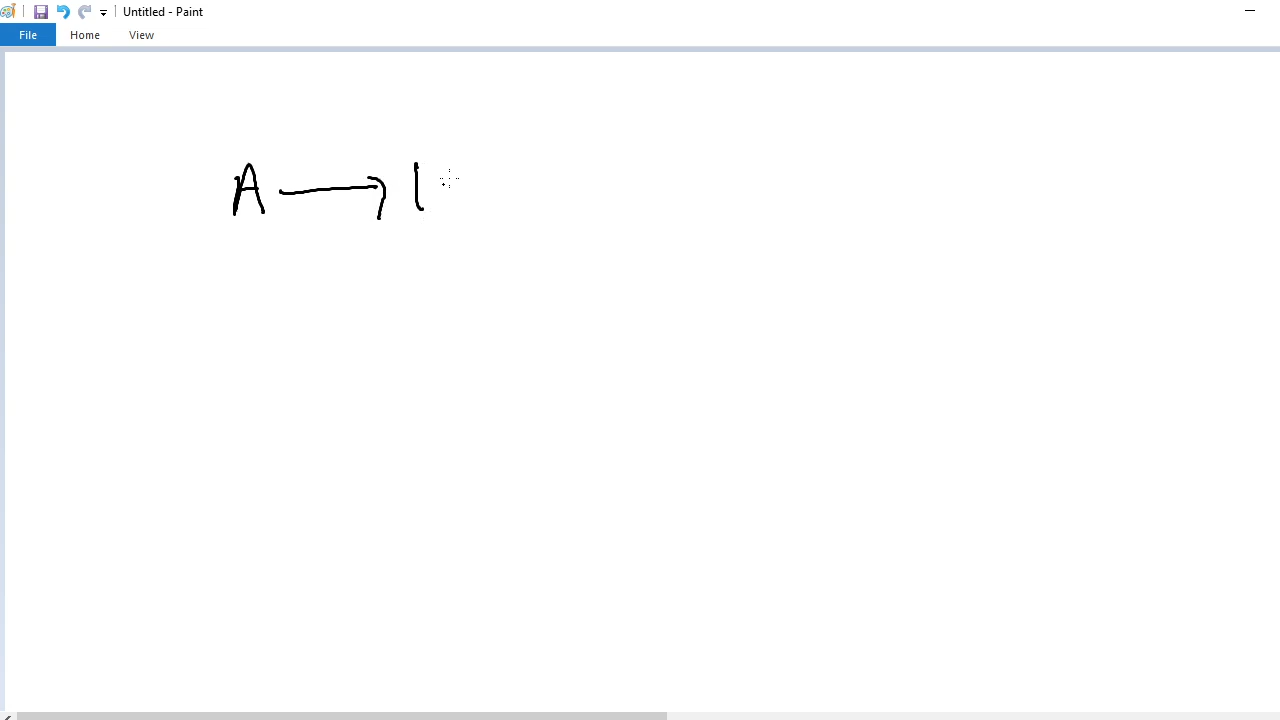 Untitled - Paint
File Home View
A → |